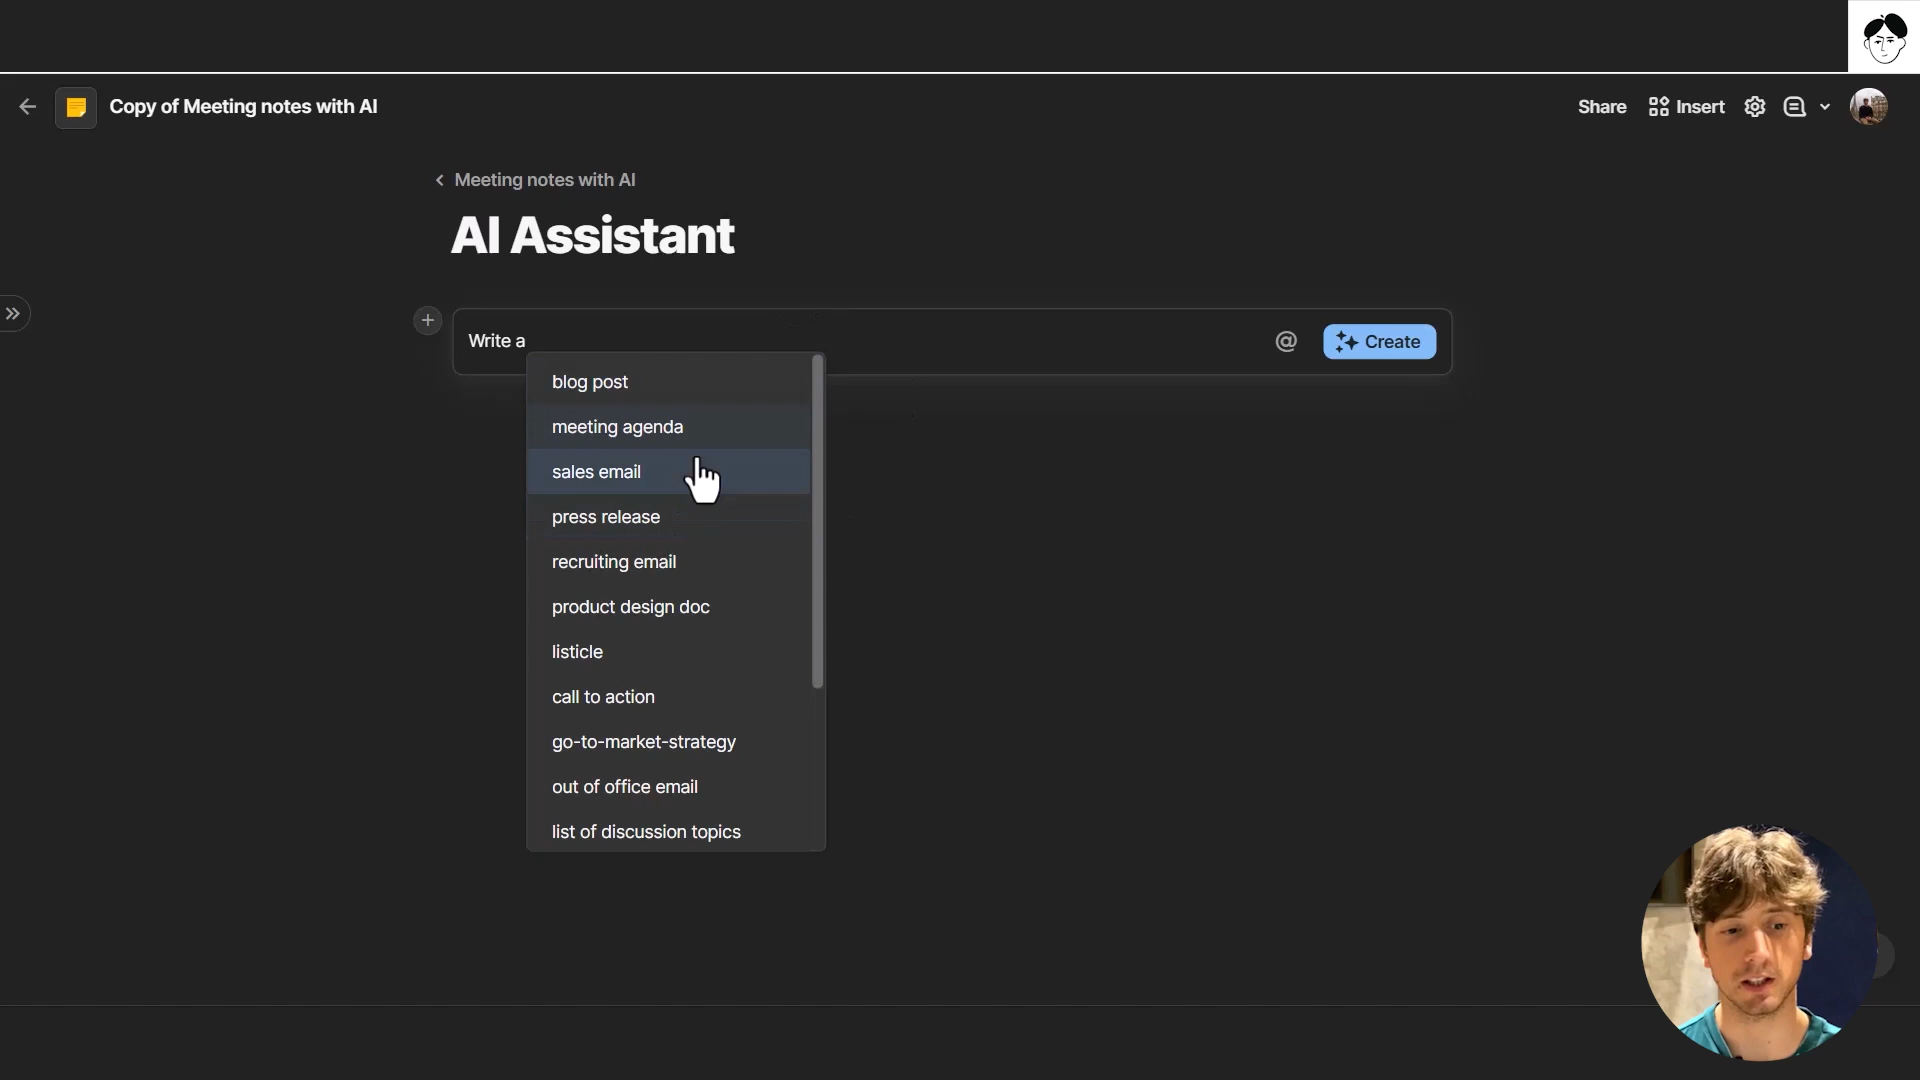 Copy of Meeting notes with AI
Share
Insert
Meeting notes with AI
AI Assistant
Write a
@
Create
blog post
meeting agenda
sales email
press release
recruiting email
product design doc
listicle
call to action
go-to-market-strategy
out of office email
list of discussion topics